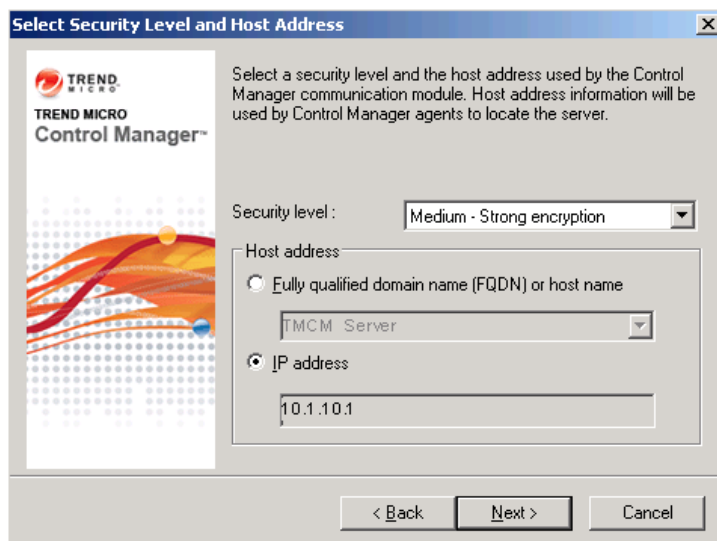 Select Security Level and Host Address
TREND
MICRO
TREND MICRO
Control Manager™
Select a security level and the host address used by the Control
Manager communication module. Host address information will be
used by Control Manager agents to locate the server.
Security level :
Medium - Strong encryption
Host address
Fully qualified domain name (FQDN) or host name
TMCM Server
IP address
10.1.10.1
< Back
Next >
Cancel